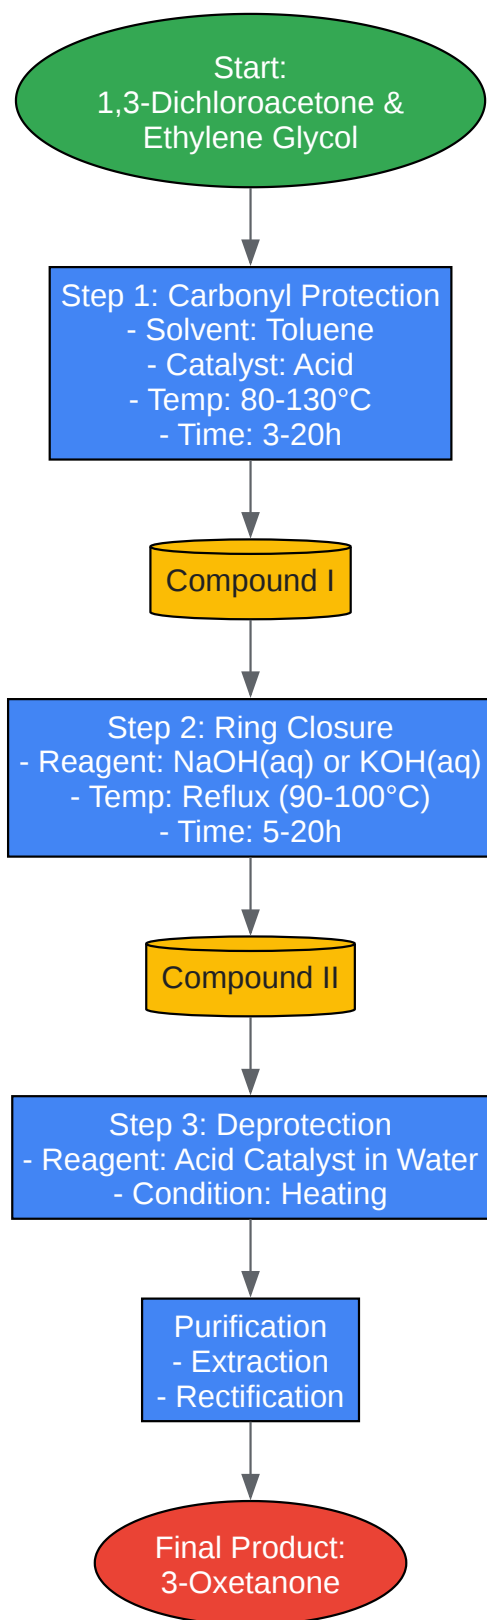 Start:
1,3-Dichloroacetone &
Ethylene Glycol
Step 1: Carbonyl Protection
- Solvent: Toluene
- Catalyst: Acid
- Temp: 80-130°C
- Time: 3-20h
Compound I
Step 2: Ring Closure
- Reagent: NaOH(aq) or KOH(aq)
- Temp: Reflux (90-100°C)
- Time: 5-20h
Compound II
Step 3: Deprotection
- Reagent: Acid Catalyst in Water
- Condition: Heating
Purification
- Extraction
- Rectification
Final Product:
3-Oxetanone